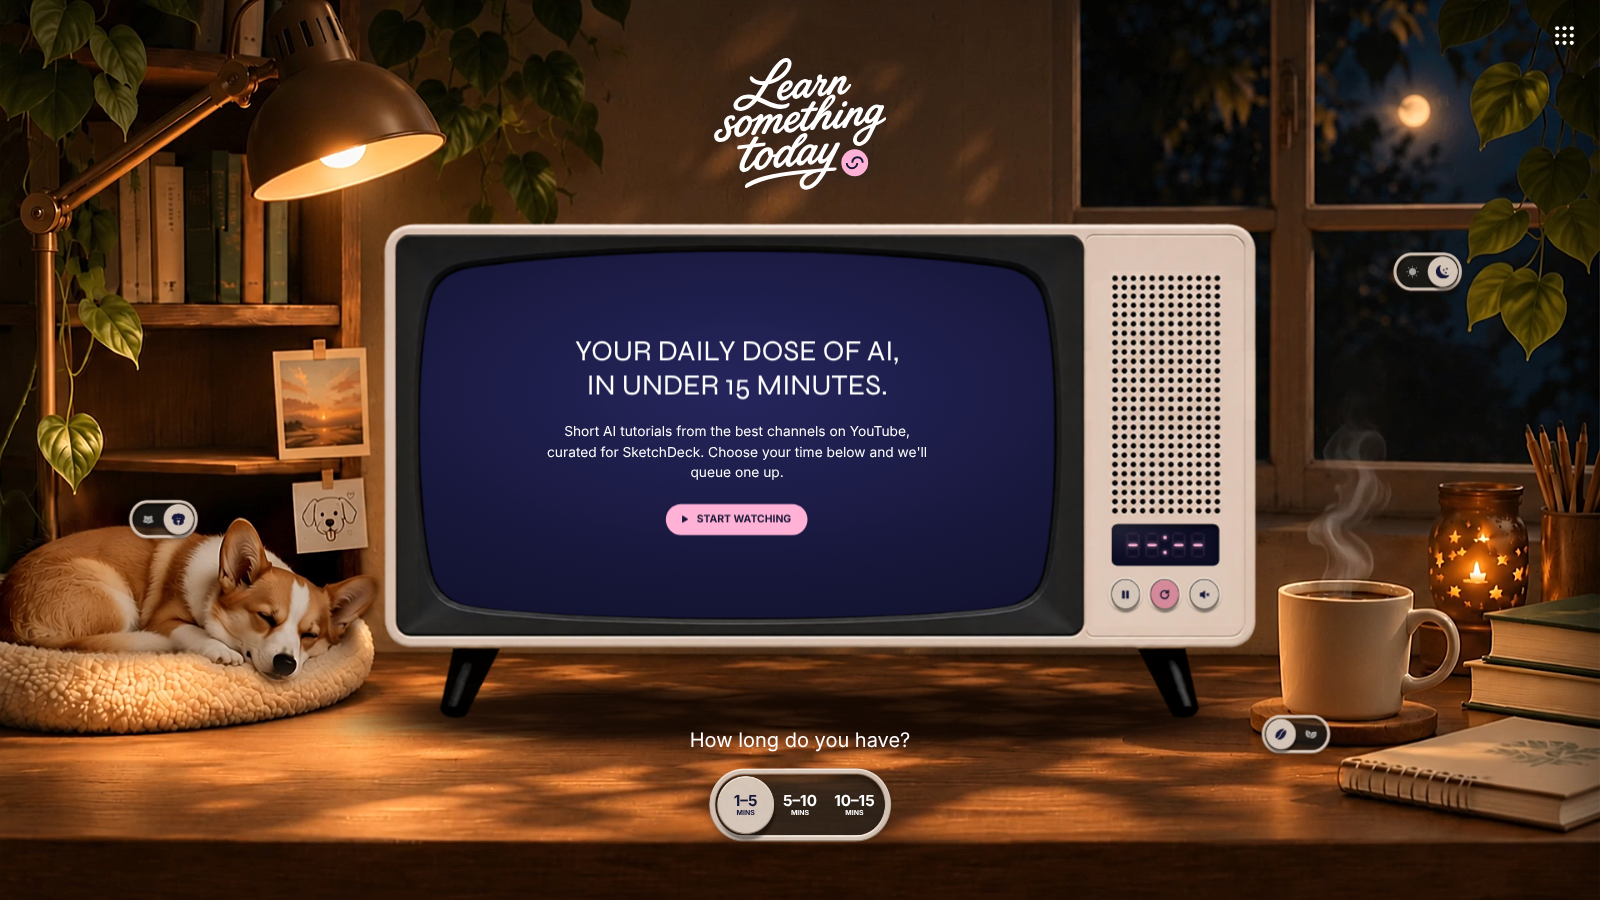 Learn
something
today
YOUR DAILY DOSE OF AI,
IN UNDER 15 MINUTES.
Short AI tutorials from the best channels on YouTube,
curated for SketchDeck. Choose your time below and we'll
queue one up.
START WATCHING
--:--
How long do you have?
1–5 5–10 10–15
MINS MINS MINS